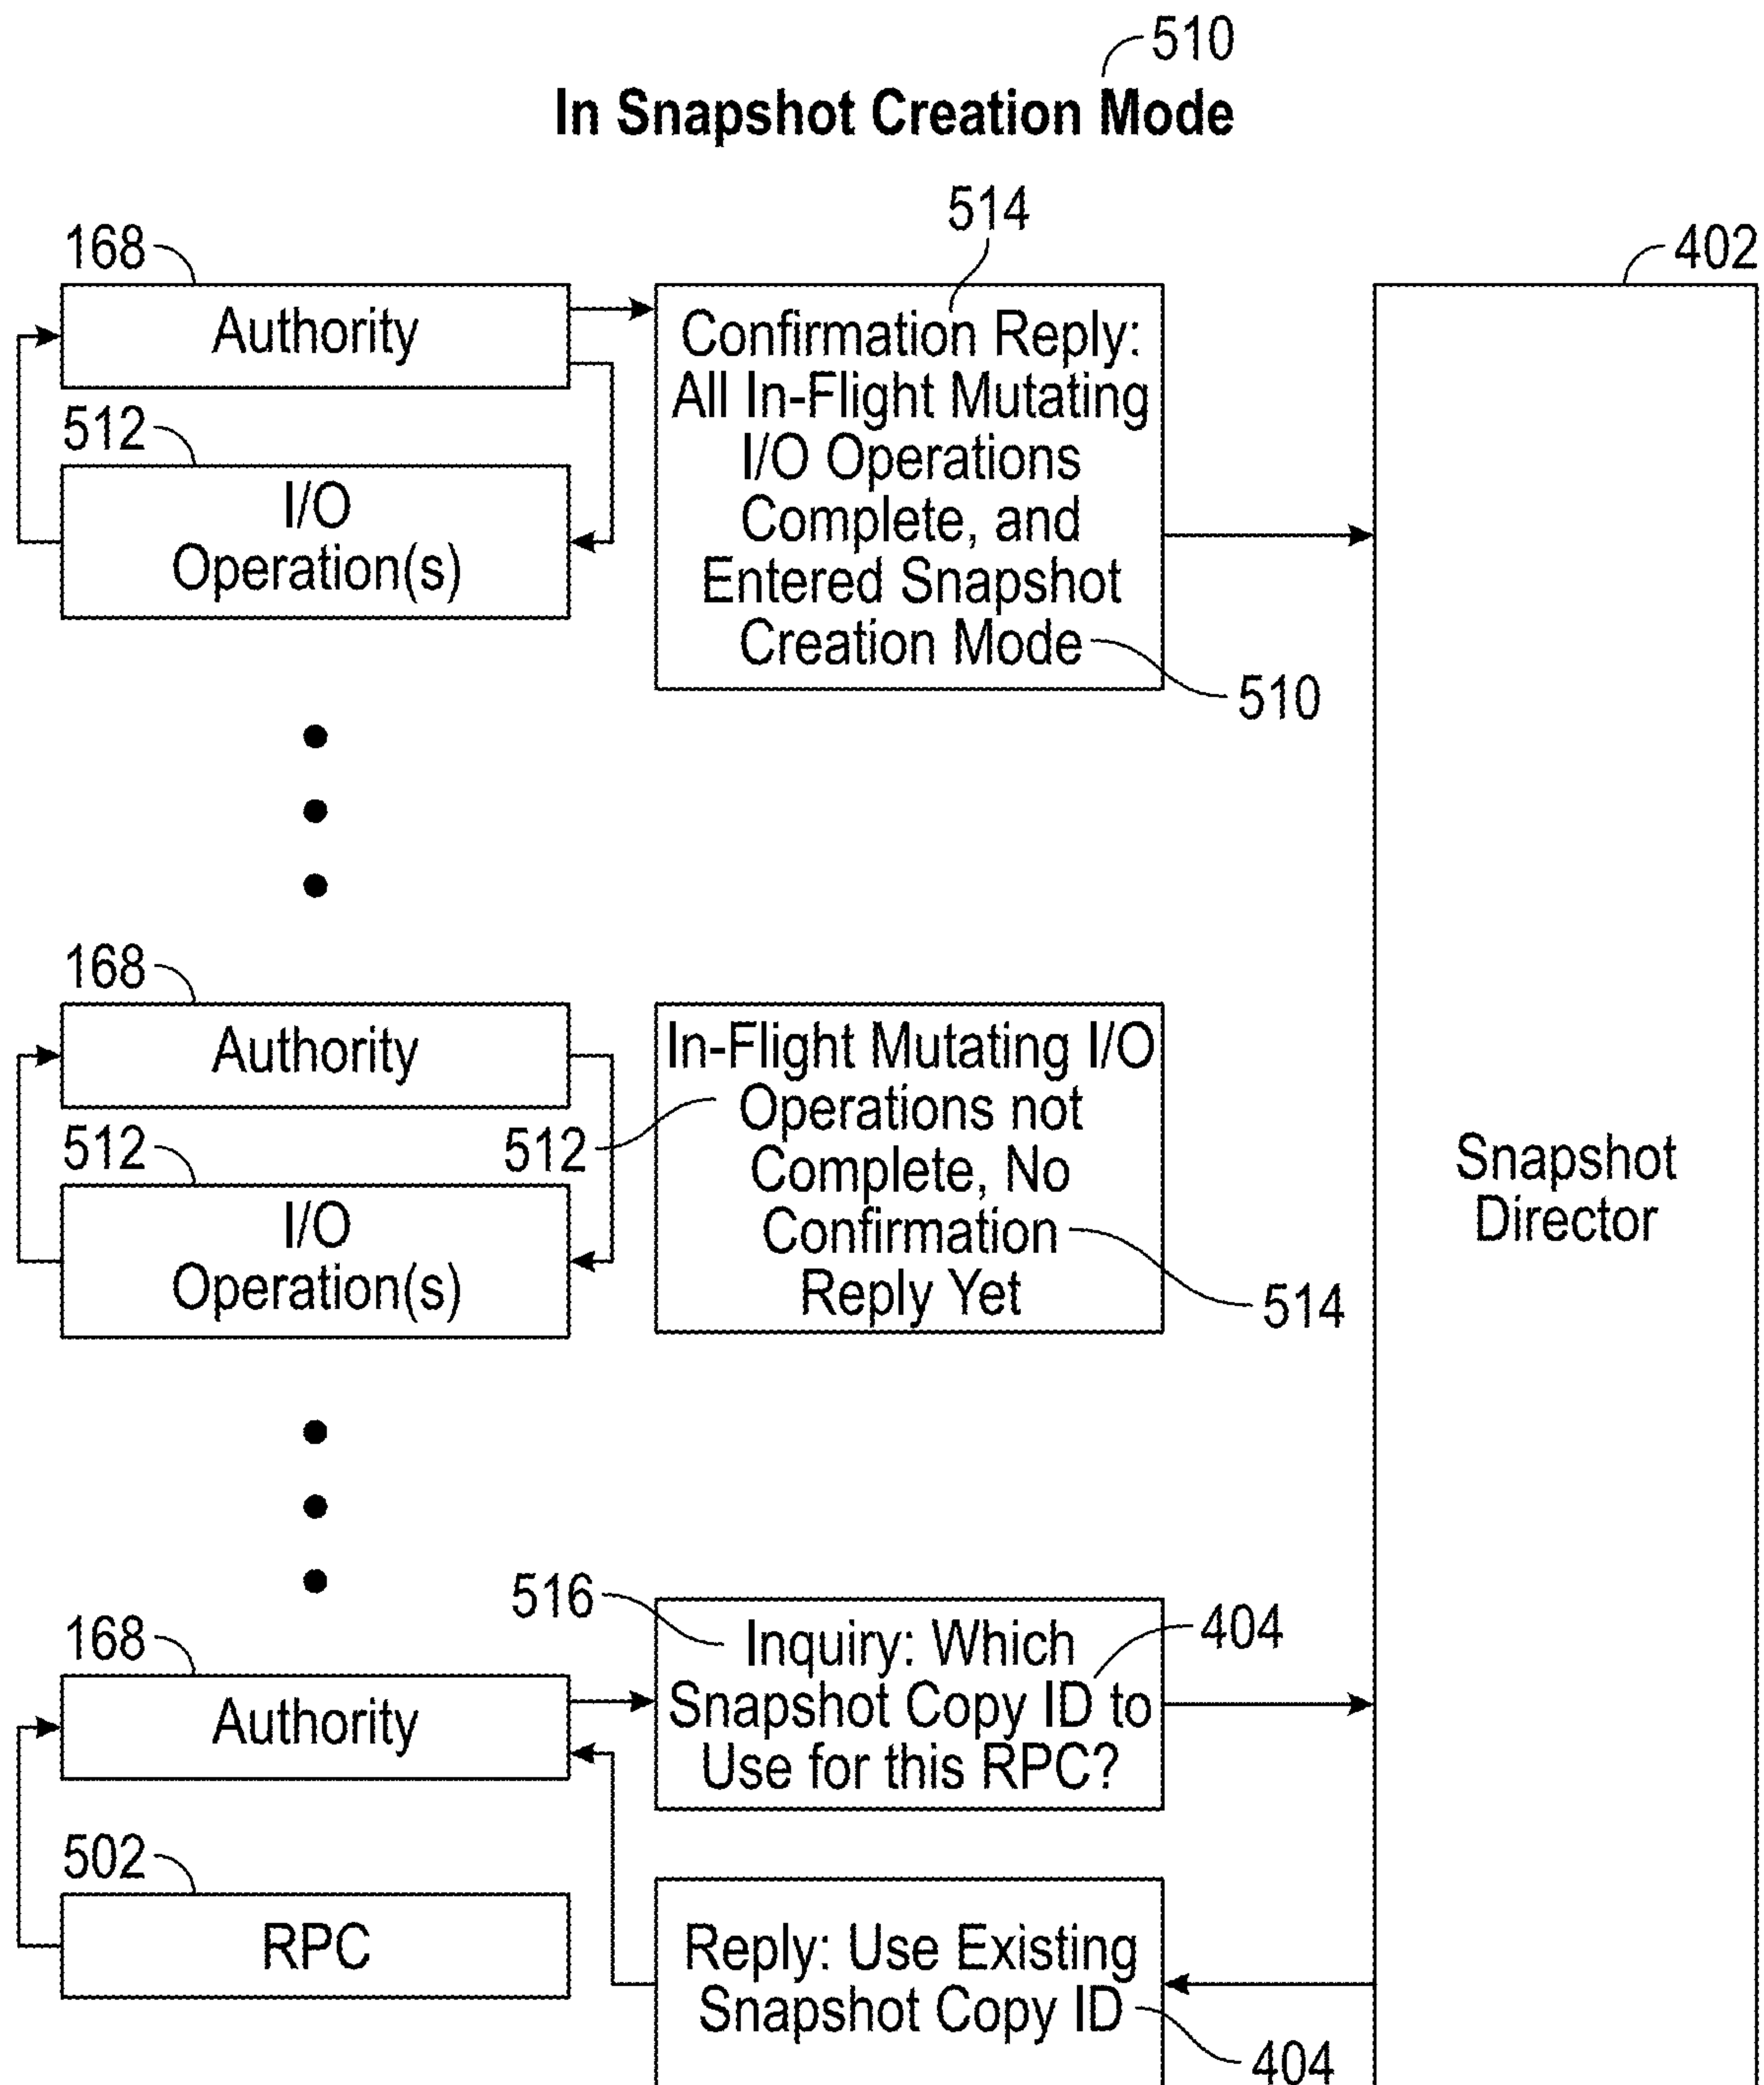 510
In Snapshot Creation Mode
514
168
402
Authority
Confirmation Reply:
All In-Flight Mutating
I/O Operations
Complete, and
Entered Snapshot
Creation Mode
510
512
I/O
Operation(s)
168
Authority
In-Flight Mutating I/O
Operations not
Complete, No
Confirmation
Reply Yet
512
514
512
I/O
Operation(s)
Snapshot
Director
516
404
168
Authority
Inquiry: Which
Snapshot Copy ID to
Use for this RPC?
502
RPC
Reply: Use Existing
Snapshot Copy ID
404